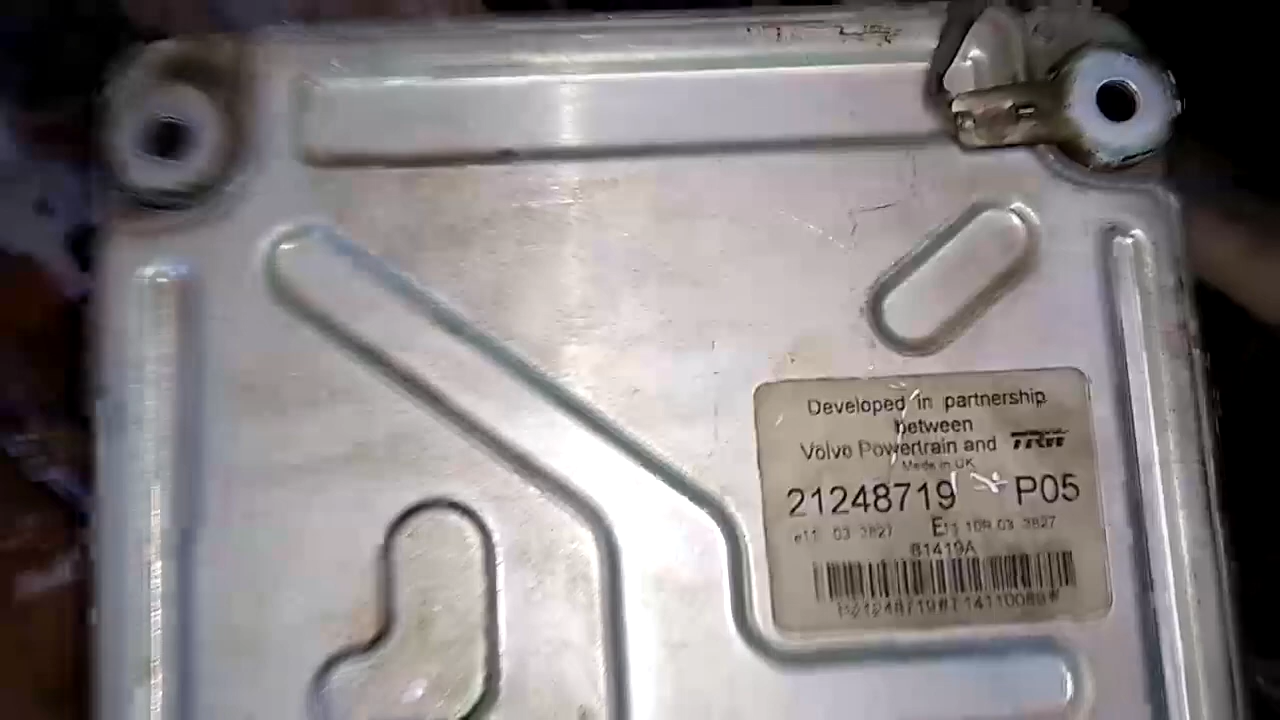 Developed in partnership
between
Volvo Powertrain and TRW
Made in UK
21248719 P05
e11 03 3827 E11 10R 03 3827
81419A